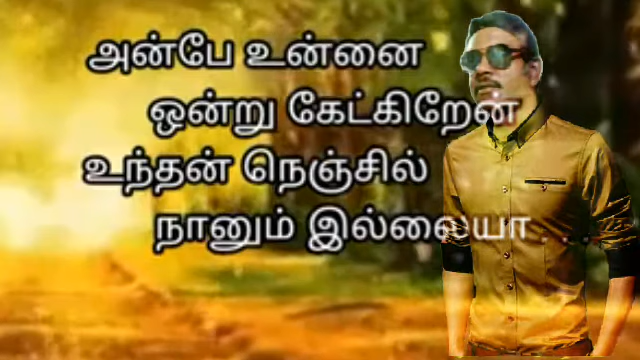 அன்பே உன்னை
ஒன்று கேட்கிறேன்
உந்தன் நெஞ்சில்
நானும் இல்லையா...